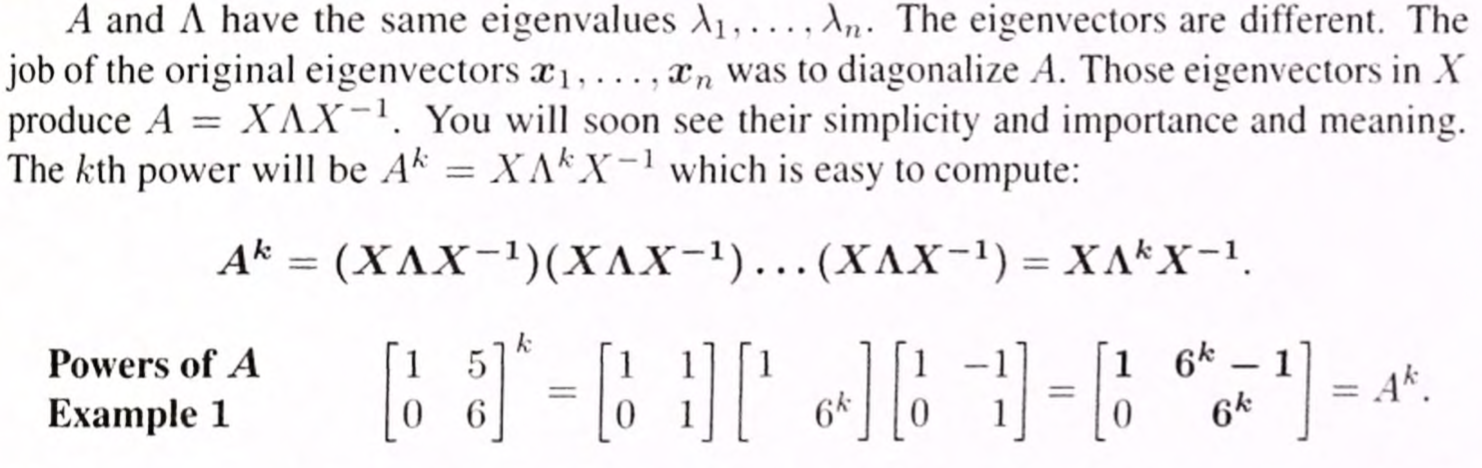 A and Λ have the same eigenvalues λ₁, . . . , λₙ. The eigenvectors are different. The
job of the original eigenvectors x₁, . . . , xₙ was to diagonalize A. Those eigenvectors in X
produce A = XΛX⁻¹. You will soon see their simplicity and importance and meaning.
The kth power will be Aᵏ = XΛᵏX⁻¹ which is easy to compute:
Aᵏ = (XΛX⁻¹)(XΛX⁻¹) . . . (XΛX⁻¹) = XΛᵏX⁻¹.
Powers of A
Example 1
[1 5; 0 6]ᵏ = [1 1; 0 1] [1 ; 6ᵏ] [1 −1; 0 1] = [1 6ᵏ − 1; 0 6ᵏ] = Aᵏ.